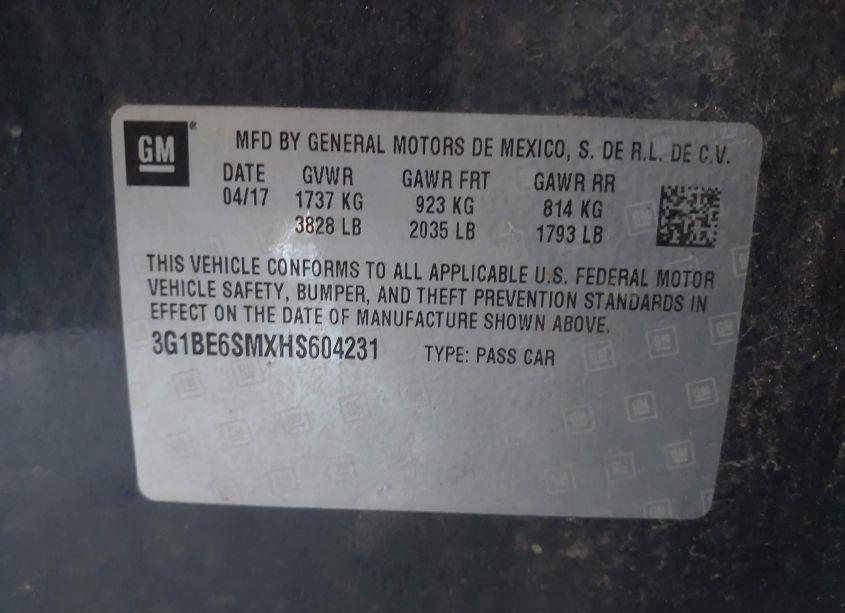 GM® MFD BY GENERAL MOTORS DE MEXICO, S. DE R.L. DE C.V.
DATE GVWR GAWR FRT GAWR RR
04/17 1737 KG 923 KG 814 KG
3828 LB 2035 LB 1793 LB
THIS VEHICLE CONFORMS TO ALL APPLICABLE U.S. FEDERAL MOTOR
VEHICLE SAFETY, BUMPER, AND THEFT PREVENTION STANDARDS IN
EFFECT ON THE DATE OF MANUFACTURE SHOWN ABOVE.
3G1BE6SMXHS604231 TYPE: PASS CAR